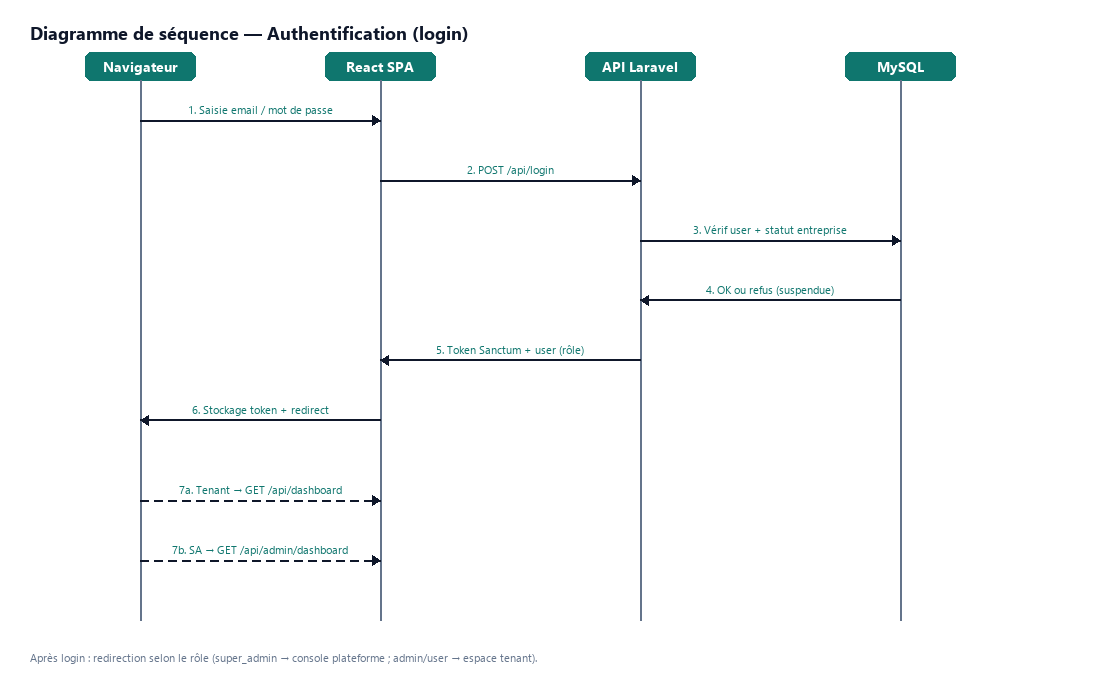 Diagramme de séquence — Authentification (login)
Navigateur
React SPA
API Laravel
MySQL
1. Saisie email / mot de passe
2. POST /api/login
3. Vérif user + statut entreprise
4. OK ou refus (suspendue)
5. Token Sanctum + user (rôle)
6. Stockage token + redirect
7a. Tenant → GET /api/dashboard
7b. SA → GET /api/admin/dashboard
Après login : redirection selon le rôle (super_admin → console plateforme ; admin/user → espace tenant).